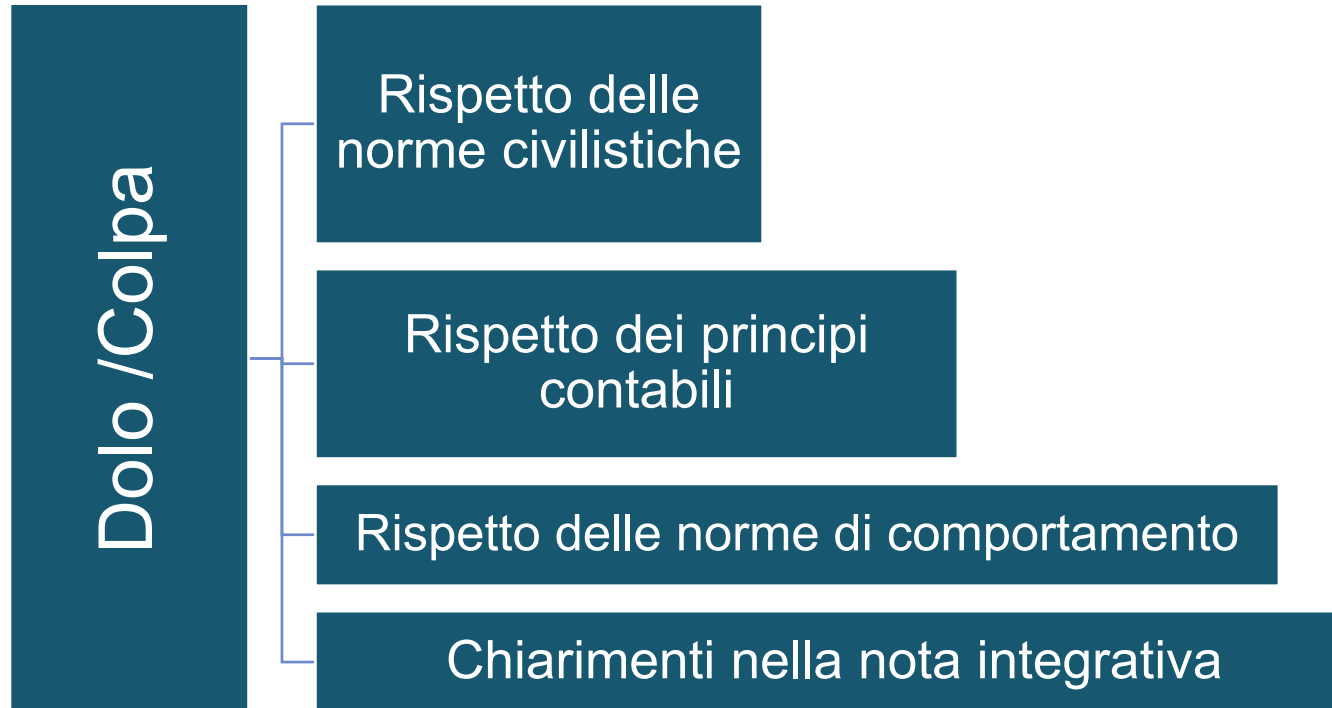 Dolo /Colpa
Rispetto delle
norme civilistiche
Rispetto dei principi
contabili
Rispetto delle norme di comportamento
Chiarimenti nella nota integrativa